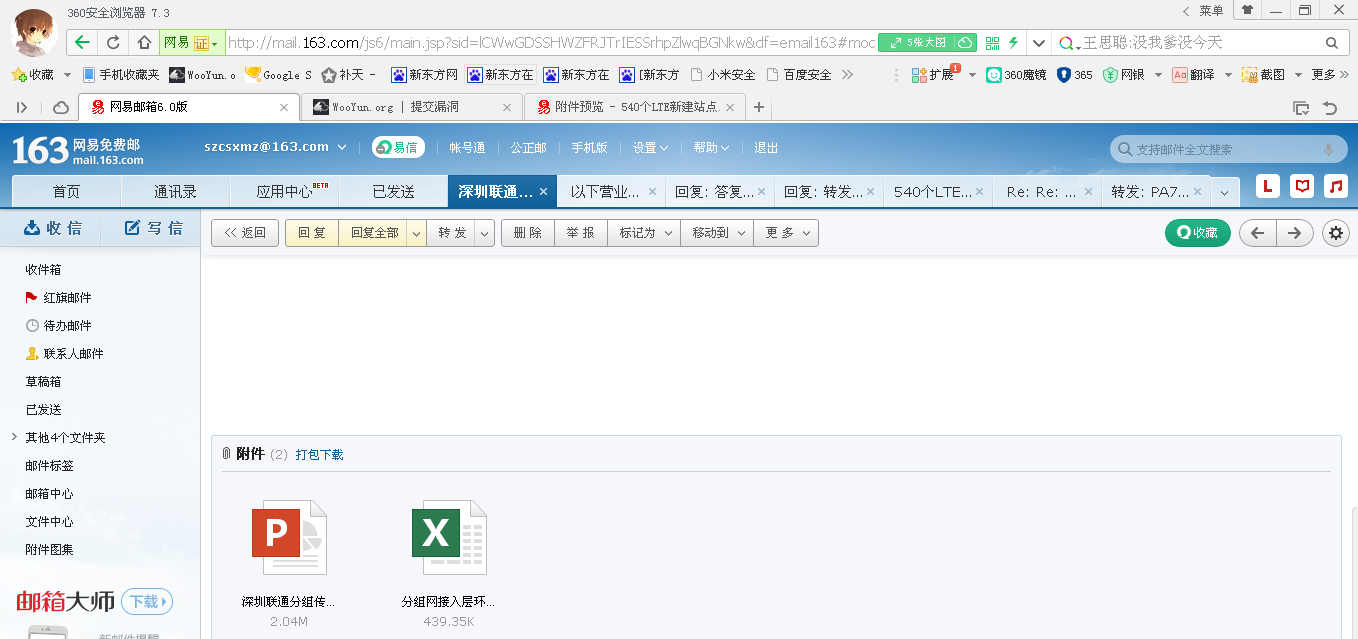 360安全浏览器 7.3
菜单
网易 证
http://mail.163.com/js6/main.jsp?sid=lCWwGDSSHWZFRJTrIESSrhpZlwqBGNkw&df=email163#moc
5张大图
王思聪:没我爹没今天
收藏 手机收藏夹 WooYun.o Google S 补天 - 新东方网 新东方在 新东方在 [新东方 小米安全 百度安全 扩展 1 360魔镜 365 网银 Aa 翻译 截图 更多
网易邮箱6.0版 WooYun.org | 提交漏洞 附件预览 - 540个LTE新建站点
163 网易免费邮
mail.163.com
szcsxmz@163.com 易信 帐号通 公正邮 手机版 设置 帮助 退出
支持邮件全文搜索
首页 通讯录 应用中心 BETA 已发送 深圳联通... 以下营业... 回复: 答复... 回复: 转发... 540个LTE... Re: Re: ... 转发: PA7...
L
收 信 写 信
<< 返回 回 复 回复全部 转 发 删 除 举 报 标记为 移动到 更 多 收藏
收件箱
红旗邮件
待办邮件
联系人邮件
草稿箱
已发送
其他4个文件夹
邮件标签
邮箱中心
文件中心
附件图集
邮箱大师 下载
新邮件提醒
附件 (2) 打包下载
P X
深圳联通分组传... 分组网接入层环...
2.04M 439.35K